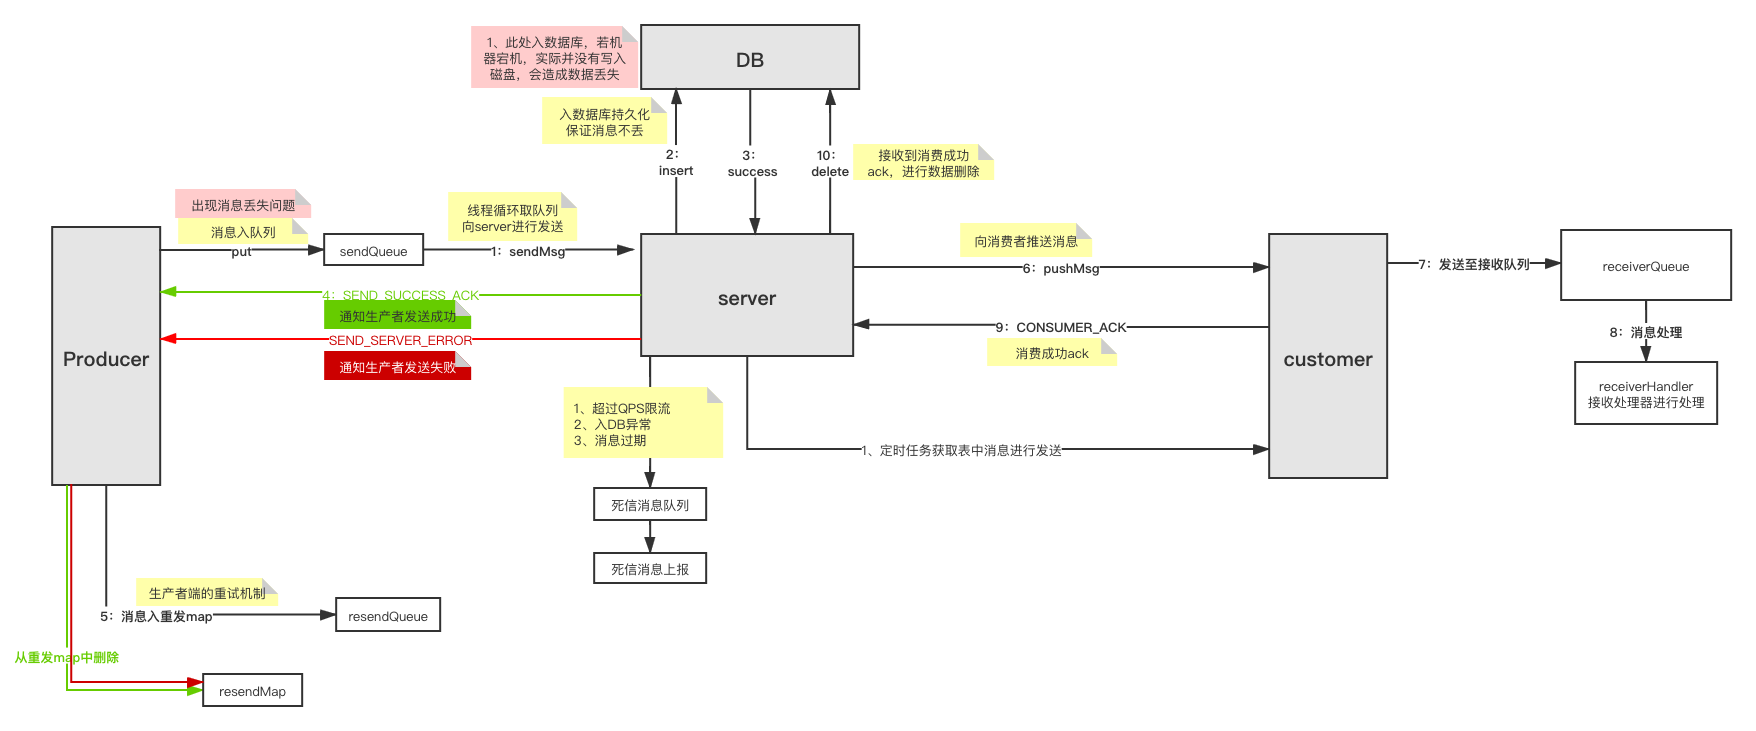 1、此处入数据库，若机
器宕机，实际并没有写入
磁盘，会造成数据丢失
DB
入数据库持久化
保证消息不丢
2：
insert
3：
success
10：
delete
接收到消费成功
ack，进行数据删除
出现消息丢失问题
消息入队列
put
sendQueue
线程循环取队列
向server进行发送
1：sendMsg
4：SEND_SUCCESS_ACK
通知生产者发送成功
SEND_SERVER_ERROR
通知生产者发送失败
Producer
server
向消费者推送消息
6：pushMsg
9：CONSUMER_ACK
消费成功ack
customer
7：发送至接收队列
receiverQueue
8：消息处理
receiverHandler
接收处理器进行处理
1、超过QPS限流
2、入DB异常
3、消息过期
1、定时任务获取表中消息进行发送
死信消息队列
死信消息上报
生产者端的重试机制
5：消息入重发map
resendQueue
从重发map中删除
resendMap